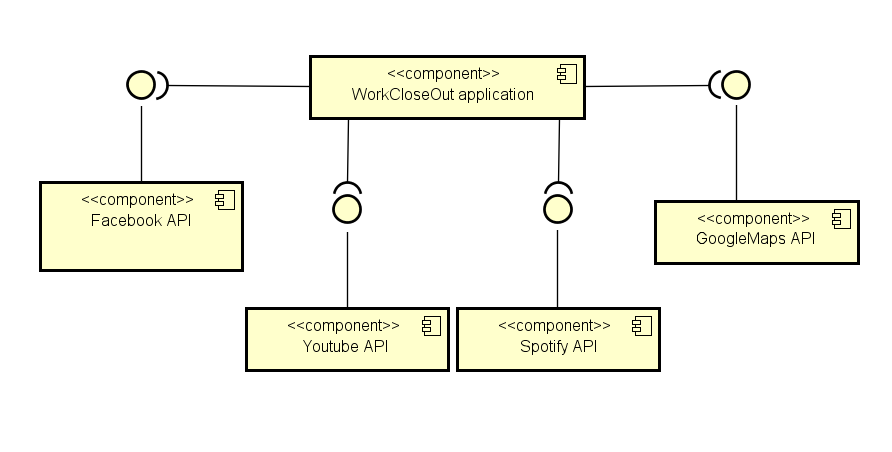 <<component>>
WorkCloseOut application
<<component>>
Facebook API
<<component>>
GoogleMaps API
<<component>>
Youtube API
<<component>>
Spotify API